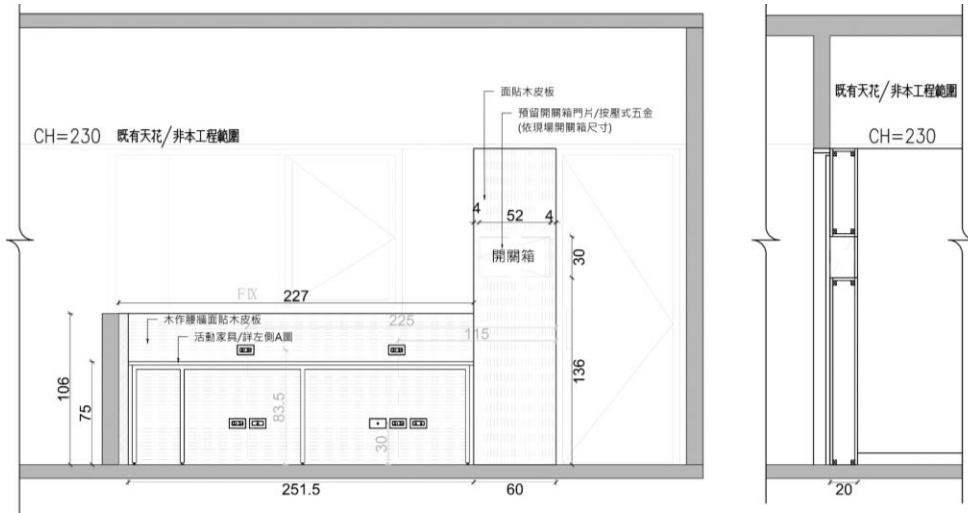 面貼木皮板
預留開關箱門片/按壓式五金
(依現場開關箱尺寸)
CH=230 既有天花/非本工程範圍
4 52 4
開關箱
30
FIX
227
木作腰牆面貼木皮板
225
活動家具/詳左側A圖
115
106
75
83.5
30
136
251.5
60
既有天花/非本工程範圍
CH=230
20